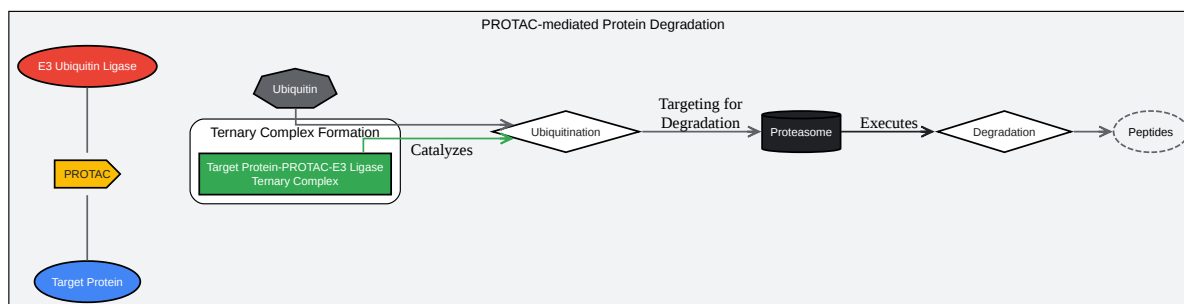 PROTAC-mediated Protein Degradation
E3 Ubiquitin Ligase
PROTAC
Target Protein
Ubiquitin
Ternary Complex Formation
Target Protein-PROTAC-E3 Ligase
Ternary Complex
Catalyzes
Ubiquitination
Targeting for
Degradation
Proteasome
Executes
Degradation
Peptides